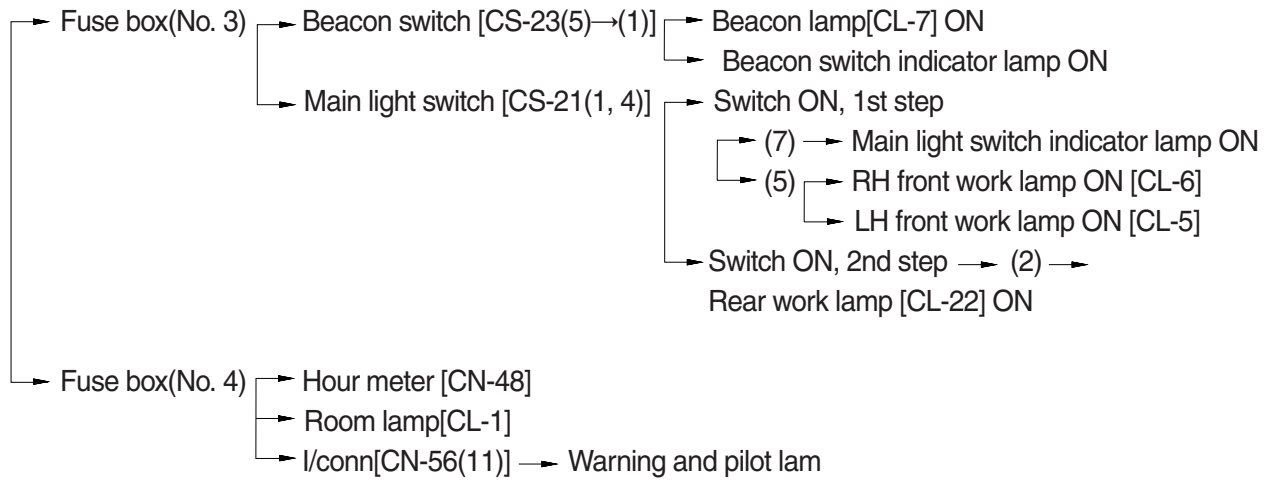 Fuse box(No. 3) Beacon switch [CS-23(5)→(1)] Beacon lamp[CL-7] ON
Beacon switch indicator lamp ON
Main light switch [CS-21(1, 4)] Switch ON, 1st step
(7) → Main light switch indicator lamp ON
(5) RH front work lamp ON [CL-6]
LH front work lamp ON [CL-5]
Switch ON, 2nd step → (2) →
Rear work lamp [CL-22] ON
Fuse box(No. 4) Hour meter [CN-48]
Room lamp[CL-1]
I/conn[CN-56(11)] → Warning and pilot lam